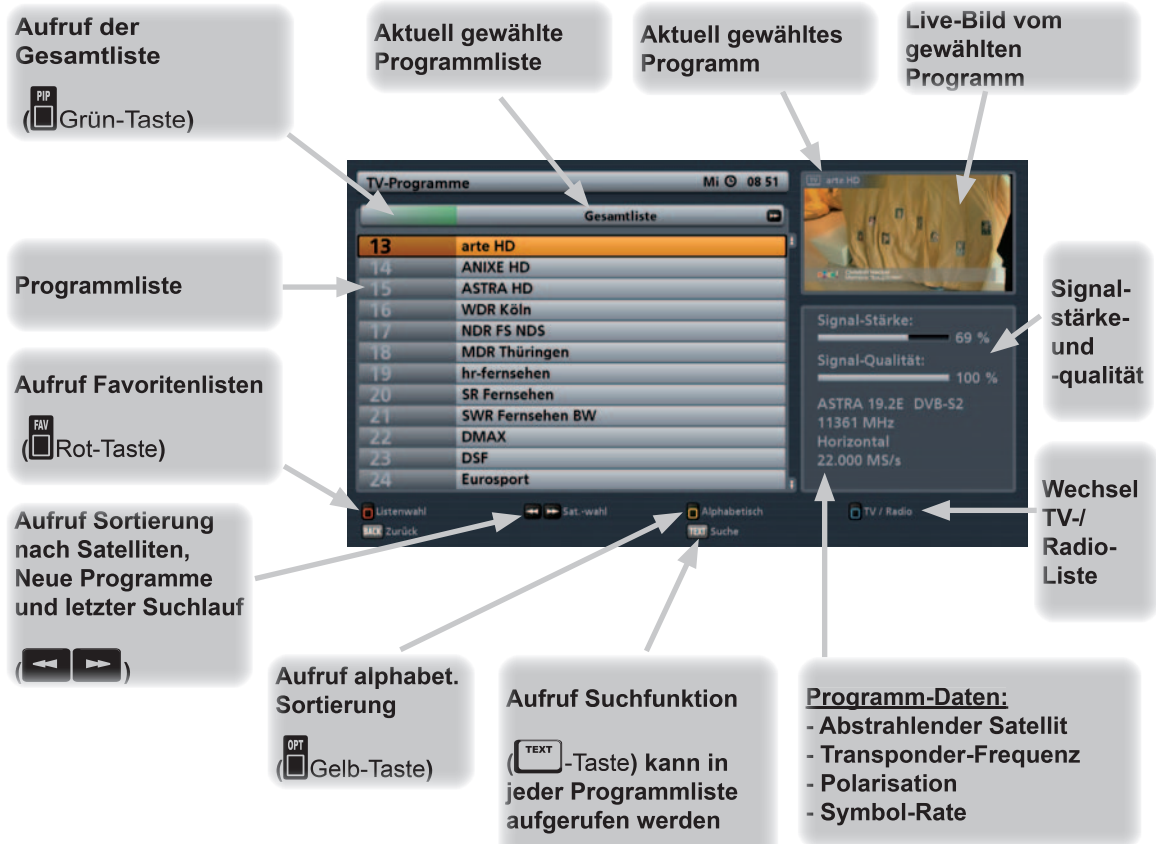 Aufruf der
Gesamtliste
PIP
(Grün-Taste)
Aktuell gewählte
Programmliste
Aktuell gewähltes
Programm
Live-Bild vom
gewählten
Programm
TV-Programme Mi 08 51
Gesamtliste
13 arte HD
14 ANIXE HD
15 ASTRA HD
16 WDR Köln
17 NDR FS NDS
18 MDR Thüringen
19 hr-fernsehen
20 SR Fernsehen
21 SWR Fernsehen BW
22 DMAX
23 DSF
24 Eurosport
Listenwahl
Sat.-wahl
Alphabetisch
TV / Radio
BACK Zurück
TEXT Suche
TV arte HD
Signal-Stärke:
69 %
Signal-Qualität:
100 %
ASTRA 19.2E DVB-S2
11361 MHz
Horizontal
22.000 MS/s
Programmliste
Aufruf Favoritenlisten
FAV
(Rot-Taste)
Aufruf Sortierung
nach Satelliten,
Neue Programme
und letzter Suchlauf
( )
Signal-
stärke-
und
-qualität
Wechsel
TV-/
Radio-
Liste
Aufruf alphabet.
Sortierung
OPT
(Gelb-Taste)
Aufruf Suchfunktion
(TEXT-Taste) kann in
jeder Programmliste
aufgerufen werden
Programm-Daten:
- Abstrahlender Satellit
- Transponder-Frequenz
- Polarisation
- Symbol-Rate